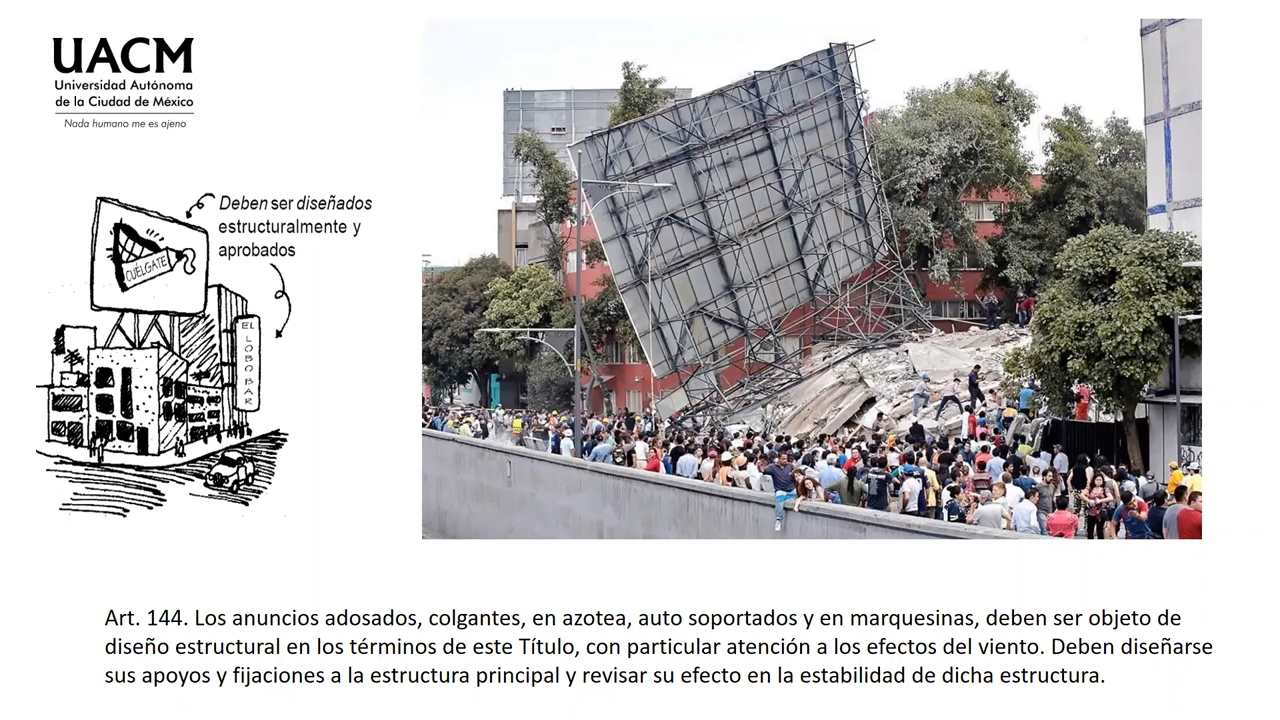 UACM
Universidad Autónoma
de la Ciudad de México
Nada humano me es ajeno
Deben ser diseñados
estructuralmente y
aprobados
CUÉLGATE
EL LOBO BAR
Art. 144. Los anuncios adosados, colgantes, en azotea, auto soportados y en marquesinas, deben ser objeto de
diseño estructural en los términos de este Título, con particular atención a los efectos del viento. Deben diseñarse
sus apoyos y fijaciones a la estructura principal y revisar su efecto en la estabilidad de dicha estructura.